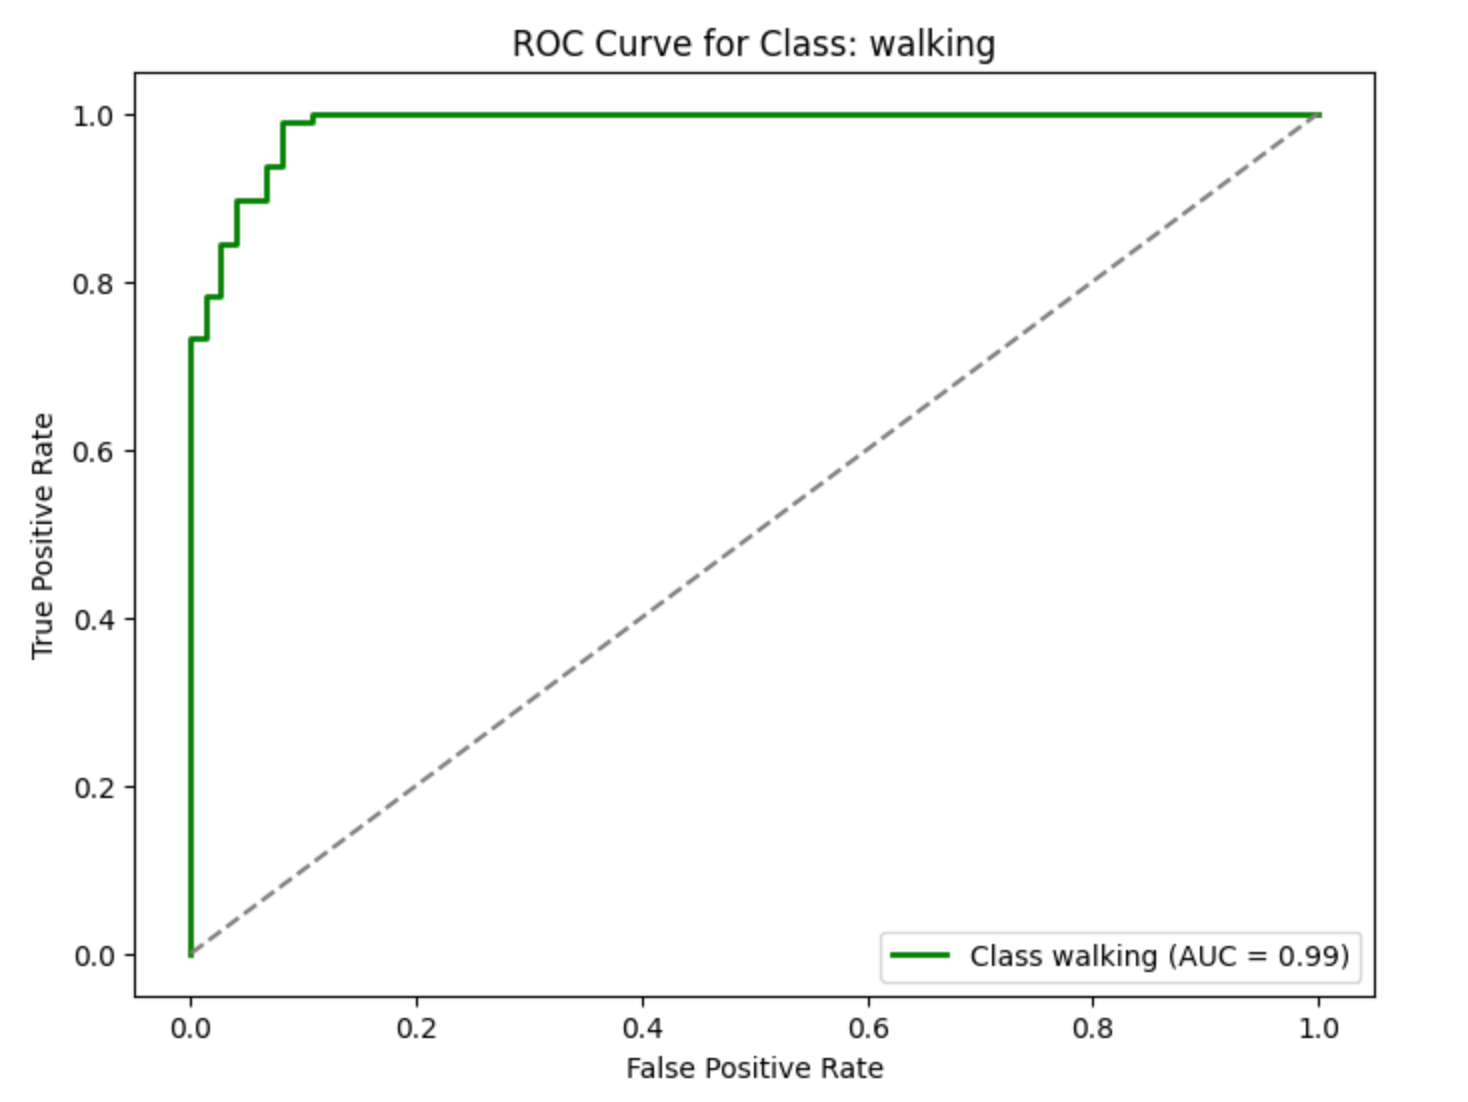 ROC Curve for Class: walking
True Positive Rate
1.0
0.8
0.6
0.4
0.2
0.0
Class walking (AUC = 0.99)
0.0 0.2 0.4 0.6 0.8 1.0
False Positive Rate